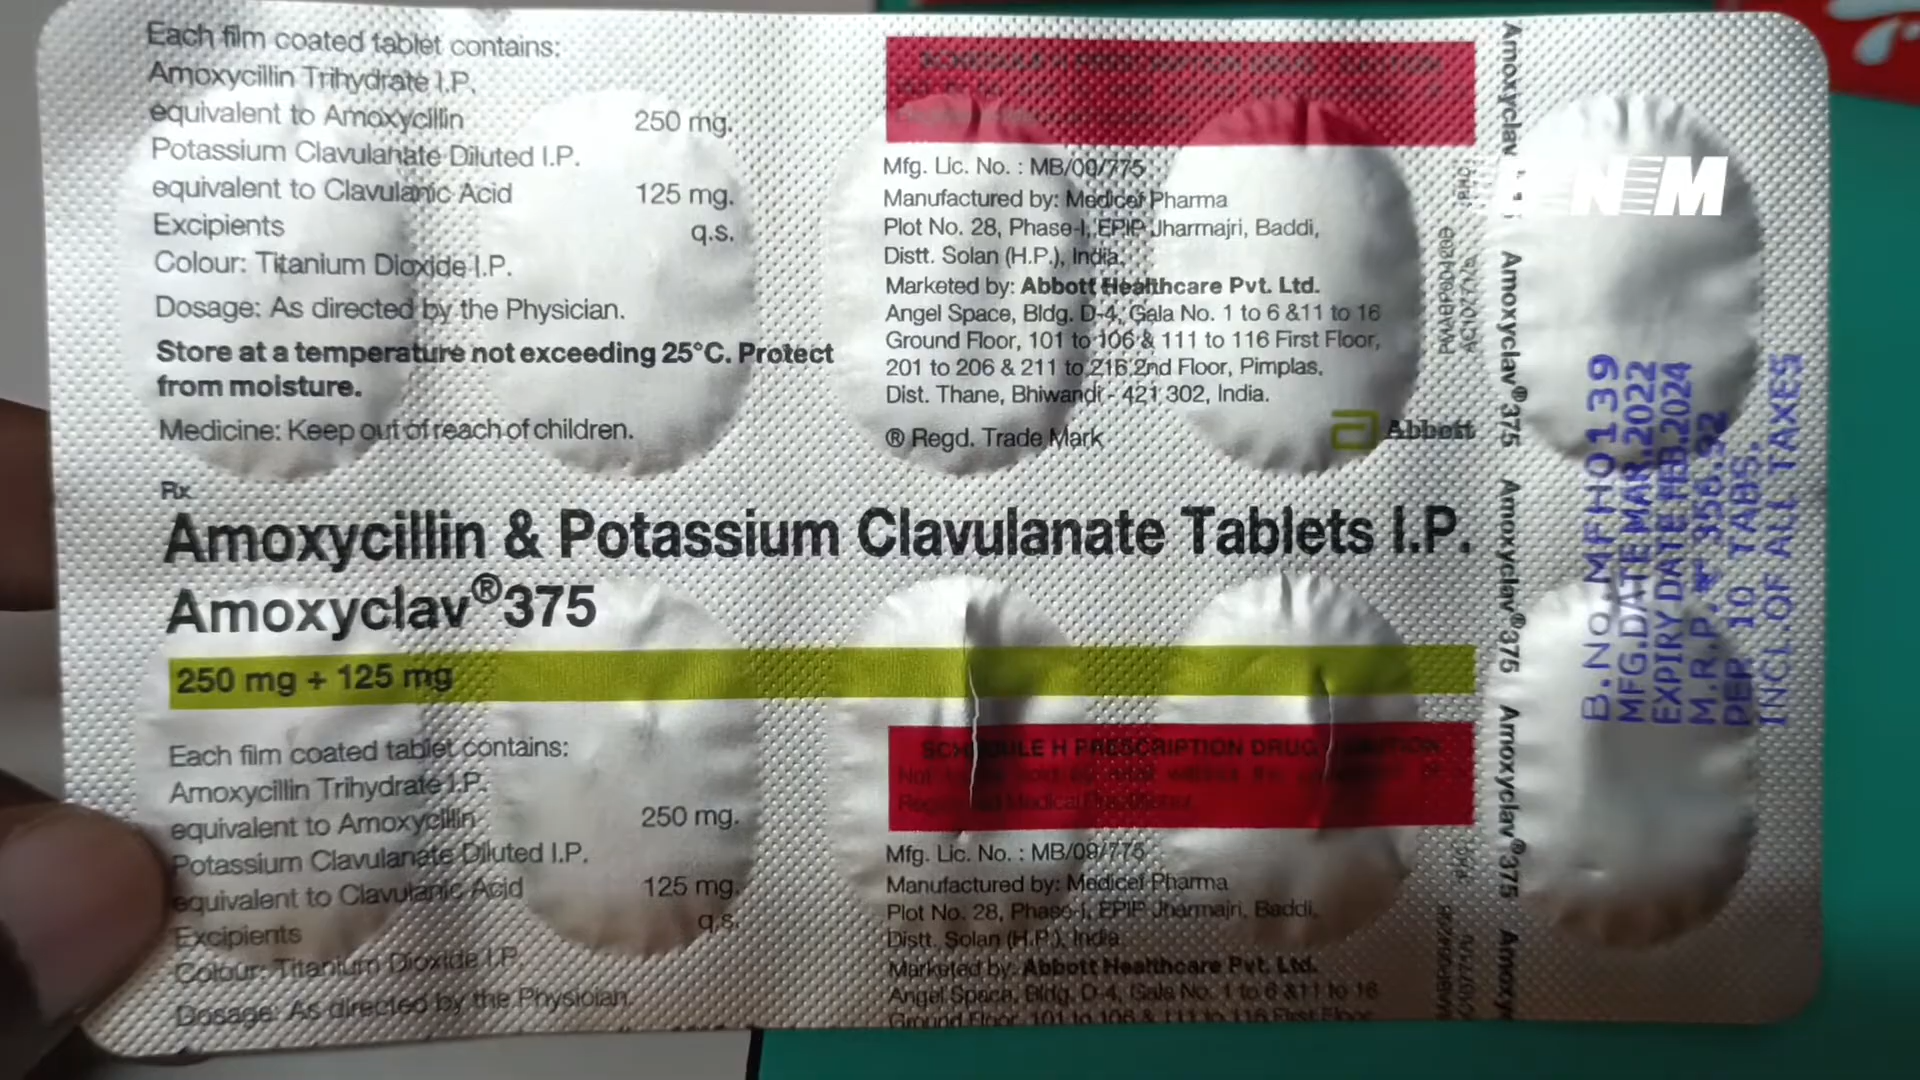 Each film coated tablet contains:
Amoxycillin Trihydrate I.P.
equivalent to Amoxycillin 250 mg.
Potassium Clavulanate Diluted I.P.
equivalent to Clavulanic Acid 125 mg.
Excipients q.s.
Colour: Titanium Dioxide I.P.
Dosage: As directed by the Physician.
Store at a temperature not exceeding 25°C. Protect
from moisture.
Medicine: Keep out of reach of children.
SCHEDULE H PRESCRIPTION DRUG
Mfg. Lic. No. : MB/09/775
Manufactured by: Medicef Pharma
Plot No. 28, Phase-I, EPIP Jharmajri, Baddi,
Distt. Solan (H.P.), India.
Marketed by: Abbott Healthcare Pvt. Ltd.
Angel Space, Bldg. D-4, Gala No. 1 to 6 &11 to 16
Ground Floor, 101 to 106 & 111 to 116 First Floor,
201 to 206 & 211 to 216 2nd Floor, Pimplas,
Dist. Thane, Bhiwandi - 421 302, India.
® Regd. Trade Mark
Abbott
Rx
Amoxycillin & Potassium Clavulanate Tablets I.P.
Amoxyclav®375
250 mg + 125 mg
Each film coated tablet contains:
Amoxycillin Trihydrate I.P.
equivalent to Amoxycillin 250 mg.
Potassium Clavulanate Diluted I.P.
equivalent to Clavulanic Acid 125 mg.
Excipients q.s.
Colour: Titanium Dioxide I.P.
Dosage: As directed by the Physician.
SCHEDULE H PRESCRIPTION DRUG
Mfg. Lic. No. : MB/09/775
Manufactured by: Medicef Pharma
Plot No. 28, Phase-I, EPIP Jharmajri, Baddi,
Distt. Solan (H.P.), India.
Marketed by: Abbott Healthcare Pvt. Ltd.
Angel Space, Bldg. D-4, Gala No. 1 to 6 &11 to 16
Ground Floor, 101 to 106 & 111 to 116 First Floor
Amoxyclav
Amoxyclav®375
Amoxyclav®375
Amoxyclav®375
Amoxy
B.NO.MFH0139
MFG.DATE MAR.2022
EXPIRY DATE FEB.2024
M.R.P.
PER 10 TABS.
INCL.OF ALL TAXES